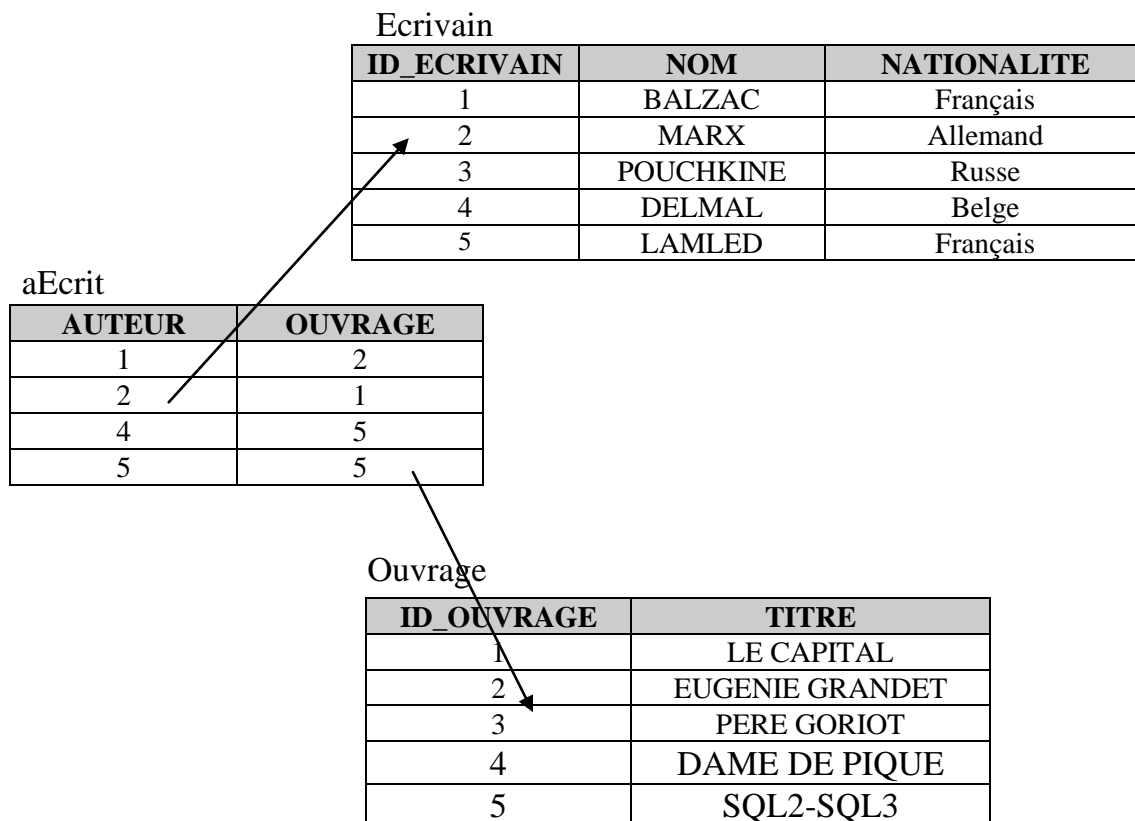 Ecrivain
ID_ECRIVAIN NOM NATIONALITE
1 BALZAC Français
2 MARX Allemand
3 POUCHKINE Russe
4 DELMAL Belge
5 LAMLED Français
aEcrit
AUTEUR OUVRAGE
1 2
2 1
4 5
5 5
Ouvrage
ID_OUVRAGE TITRE
1 LE CAPITAL
2 EUGENIE GRANDET
3 PERE GORIOT
4 DAME DE PIQUE
5 SQL2-SQL3